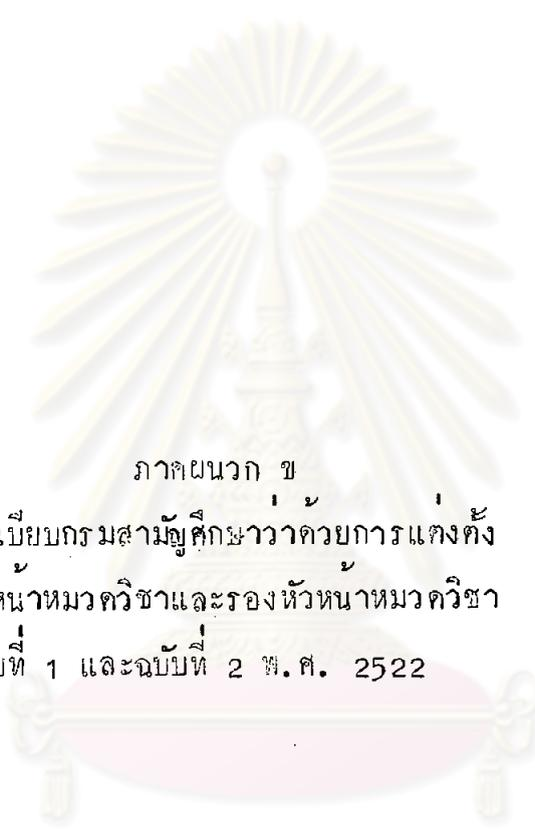 ภาคผนวก ข
เบียบกรมสามัญศึกษาว่าด้วยการแต่งตั้ง
หน้าหมวดวิชาและรองหัวหน้าหมวดวิชา
บที่ 1 และฉบับที่ 2 พ.ศ. 2522